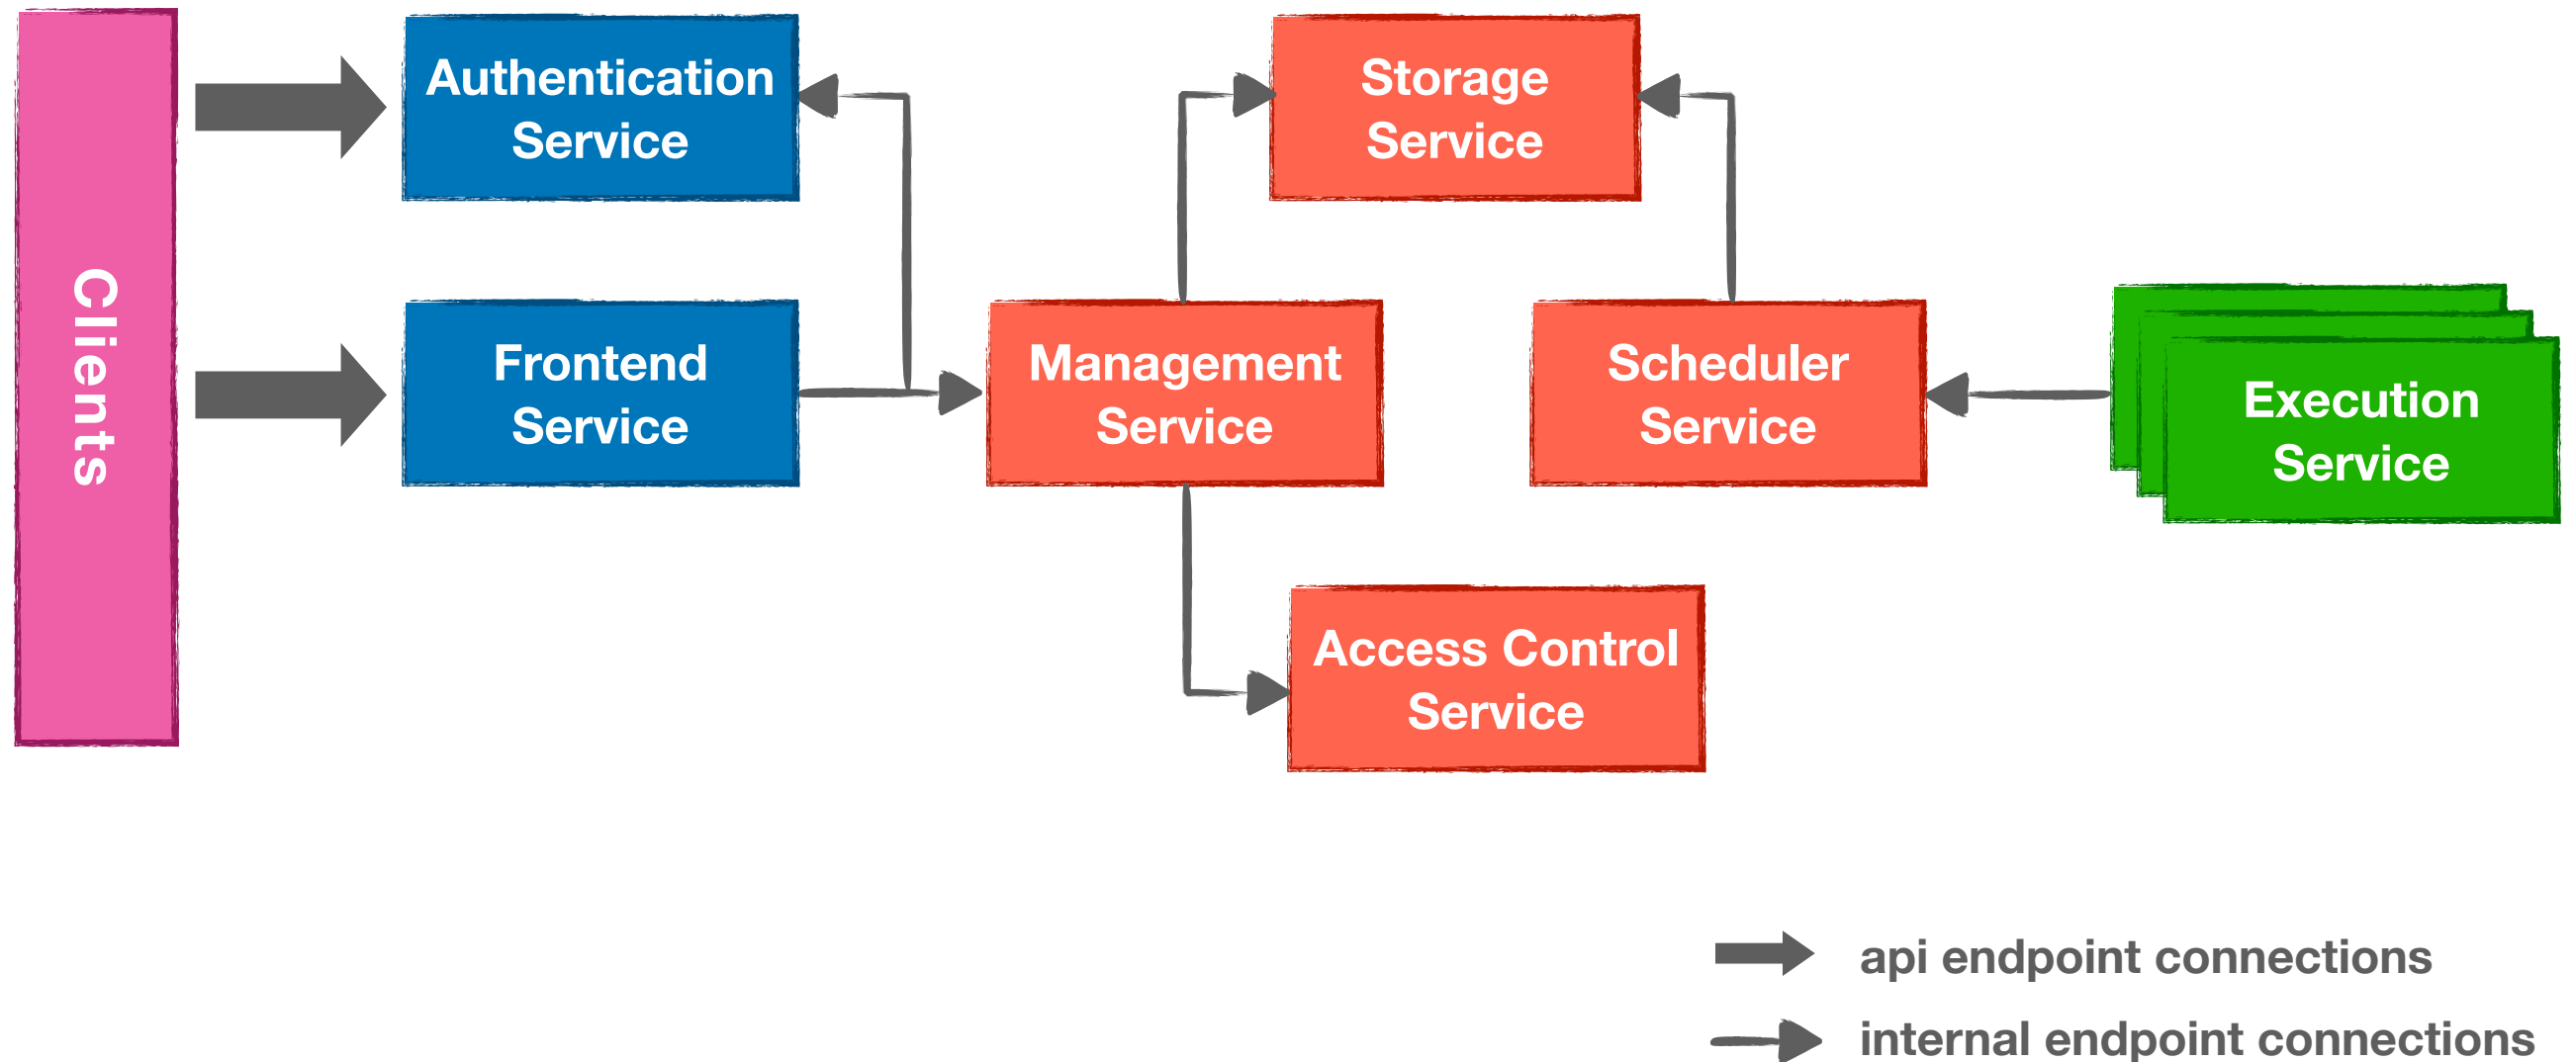 Clients
Authentication
Service
Frontend
Service
Storage
Service
Management
Service
Scheduler
Service
Access Control
Service
Execution
Service
api endpoint connections
internal endpoint connections